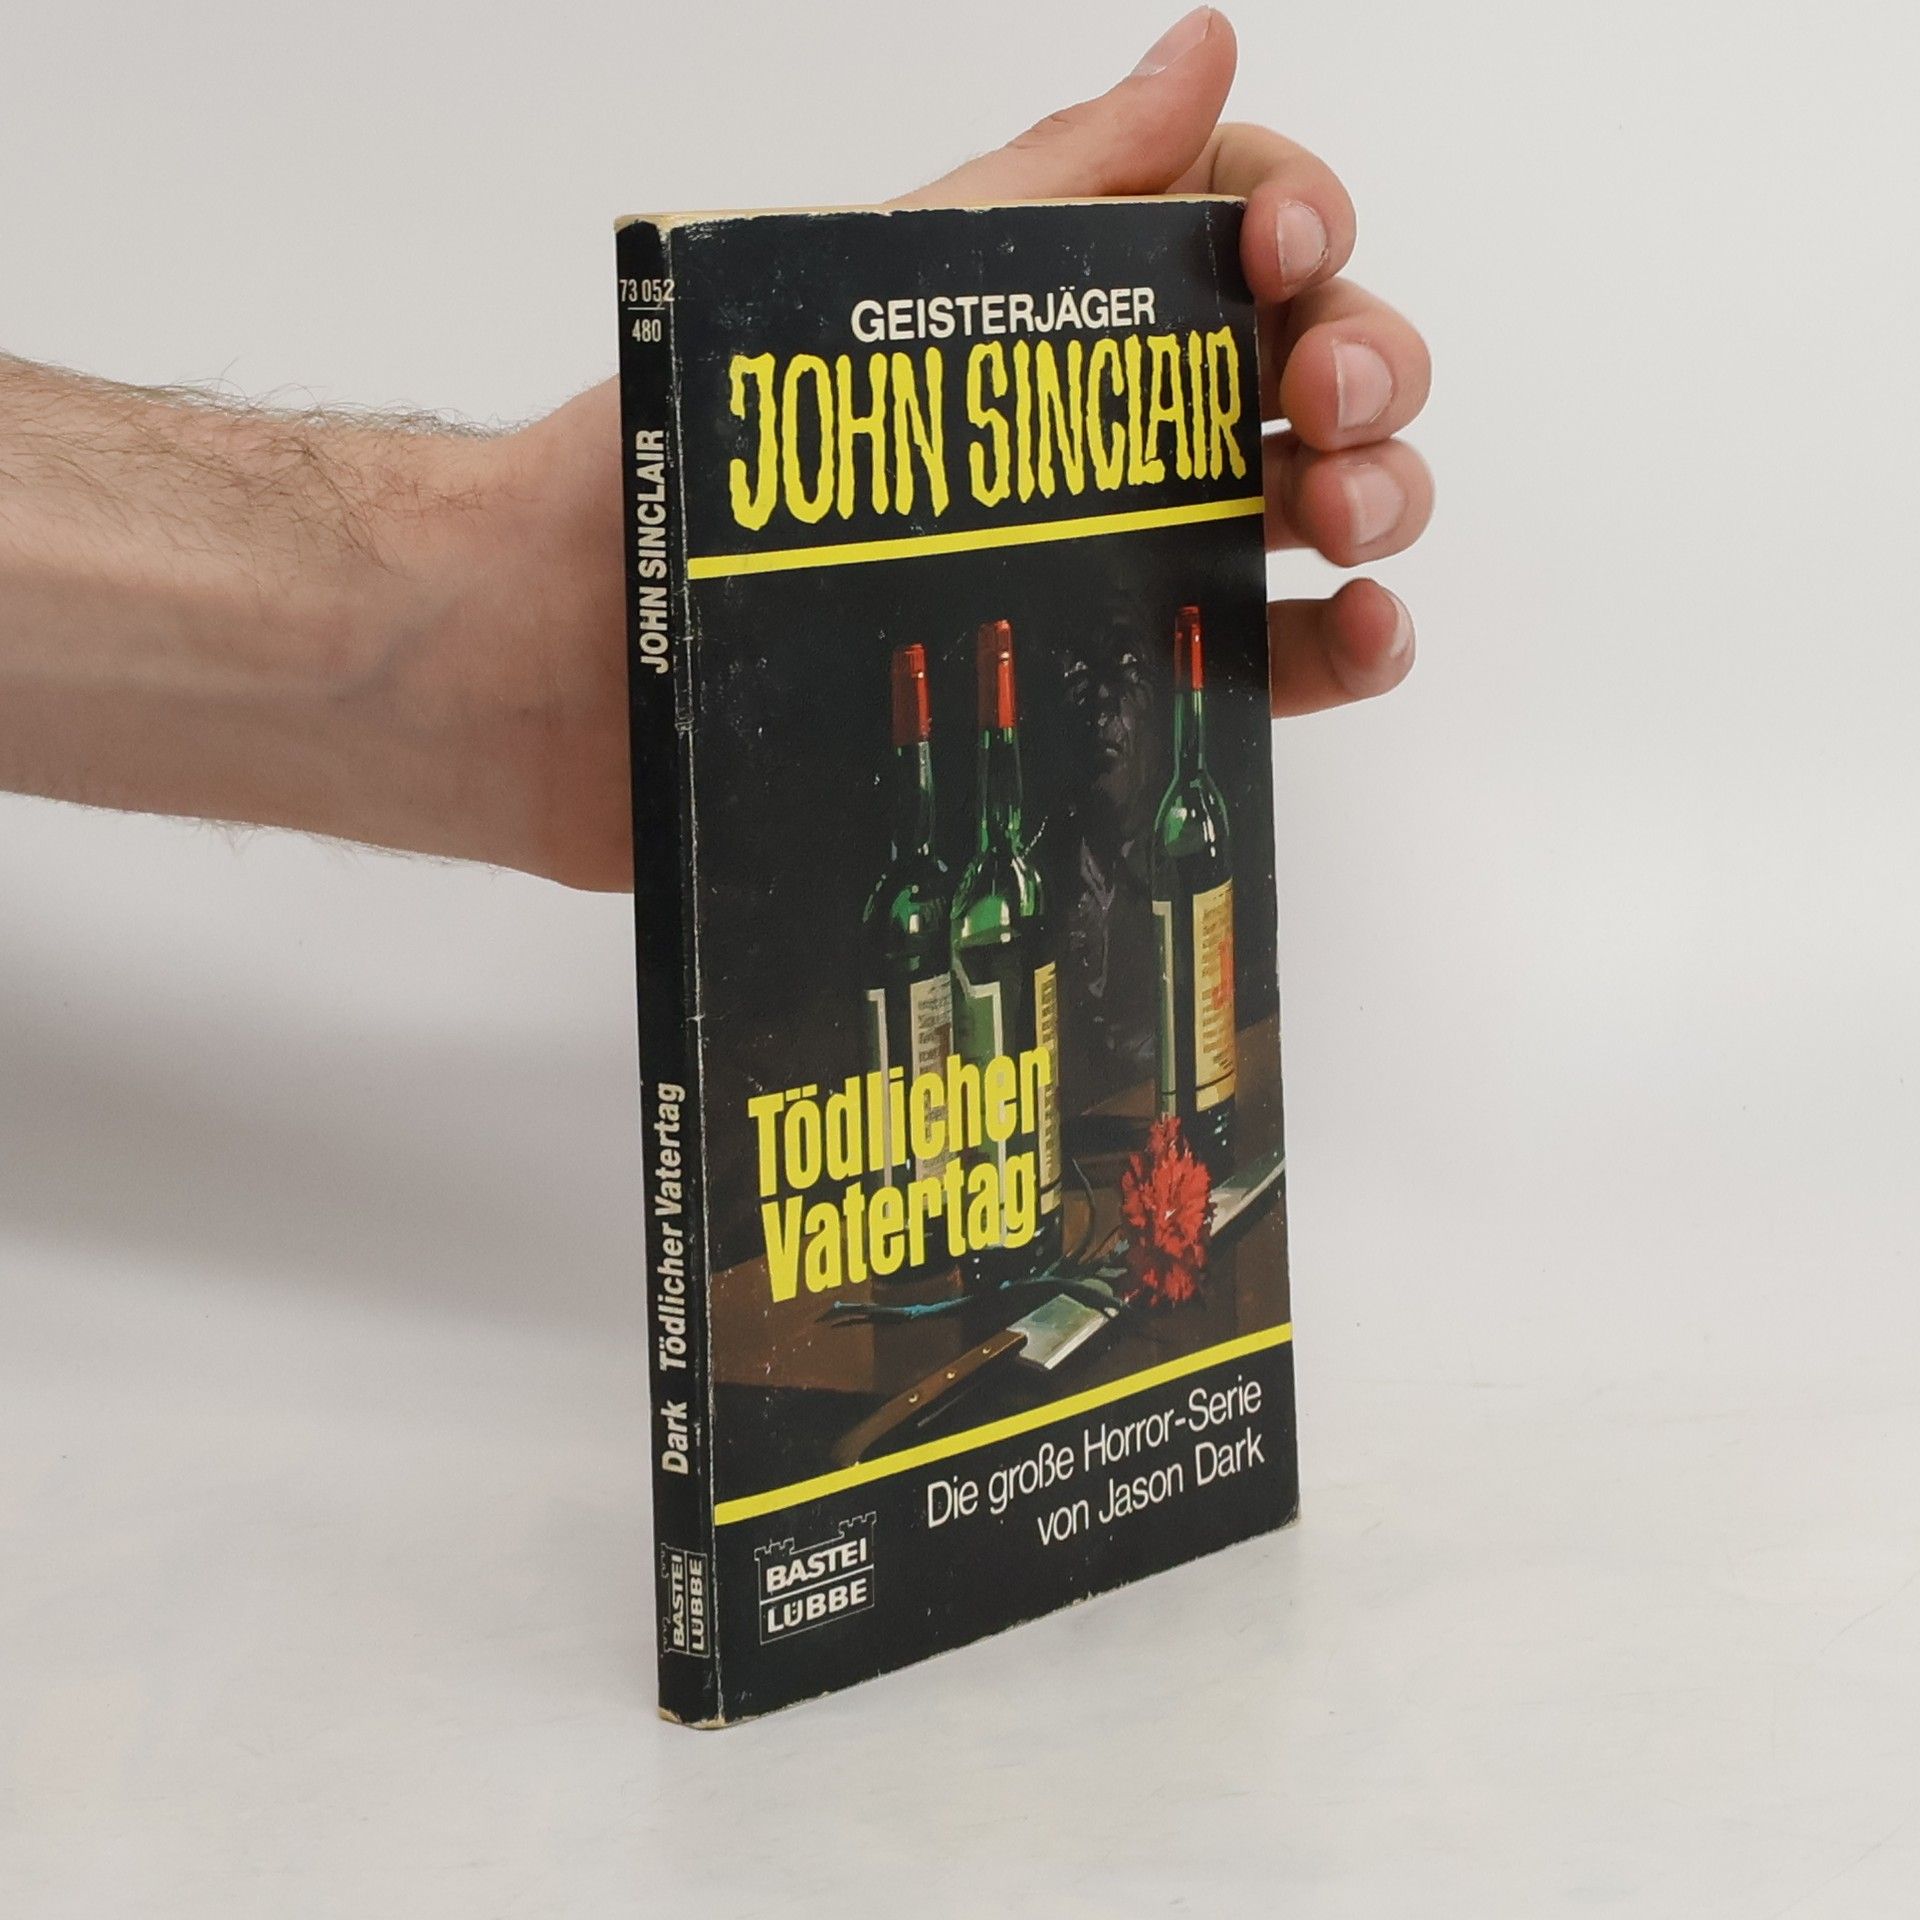 73 052
480
JOHN SINCLAIR
Dark Tödlicher Vatertag
BASTEI
LÜBBE
GEISTERJÄGER
JOHN SINCLAIR
Tödlicher
Vatertag
Die große Horror-Serie
von Jason Dark
BASTEI
LÜBBE